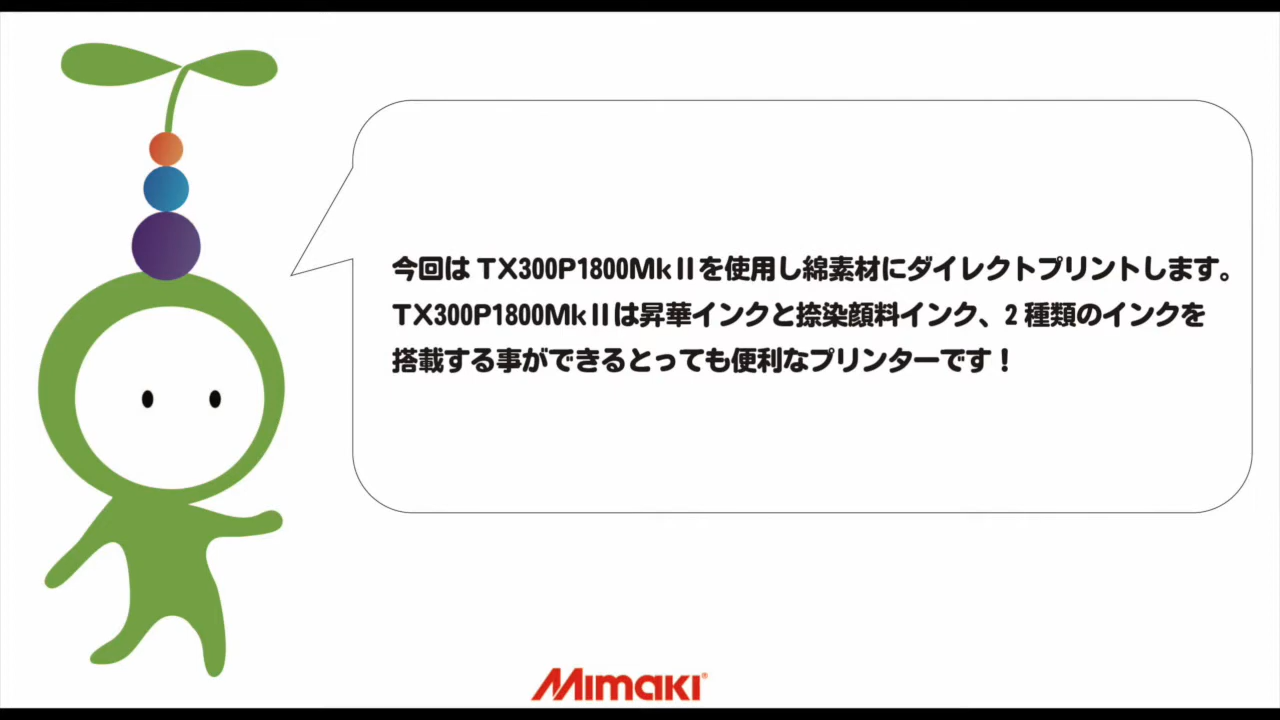 今回は TX300P1800MkⅡを使用し綿素材にダイレクトプリントします。
TX300P1800MkⅡは昇華インクと捺染顔料インク、2 種類のインクを
搭載する事ができるとっても便利なプリンターです！
Mimaki®